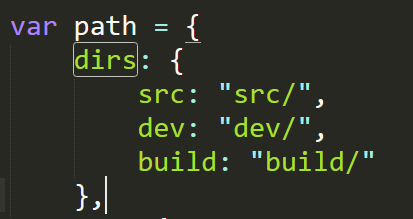 var path = {
dirs: {
src: "src/",
dev: "dev/",
build: "build/"
},